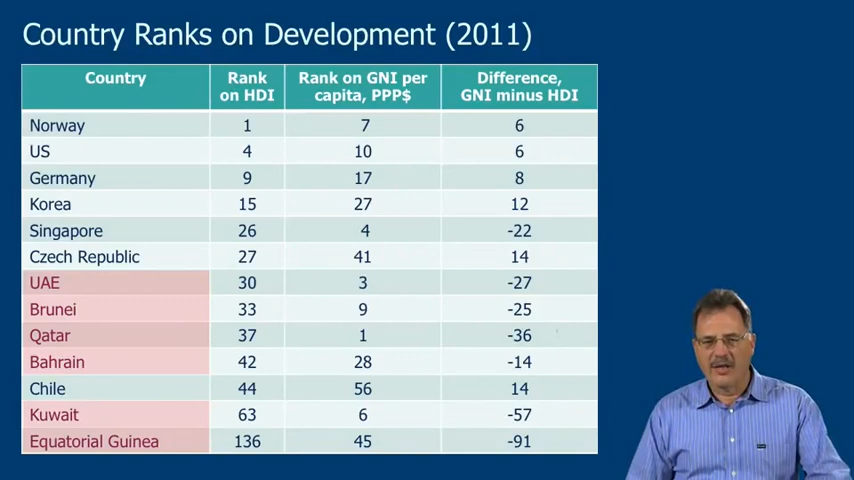 Country Ranks on Development (2011)
Country Rank on HDI Rank on GNI per capita, PPP$ Difference, GNI minus HDI
Norway 1 7 6
US 4 10 6
Germany 9 17 8
Korea 15 27 12
Singapore 26 4 -22
Czech Republic 27 41 14
UAE 30 3 -27
Brunei 33 9 -25
Qatar 37 1 -36
Bahrain 42 28 -14
Chile 44 56 14
Kuwait 63 6 -57
Equatorial Guinea 136 45 -91